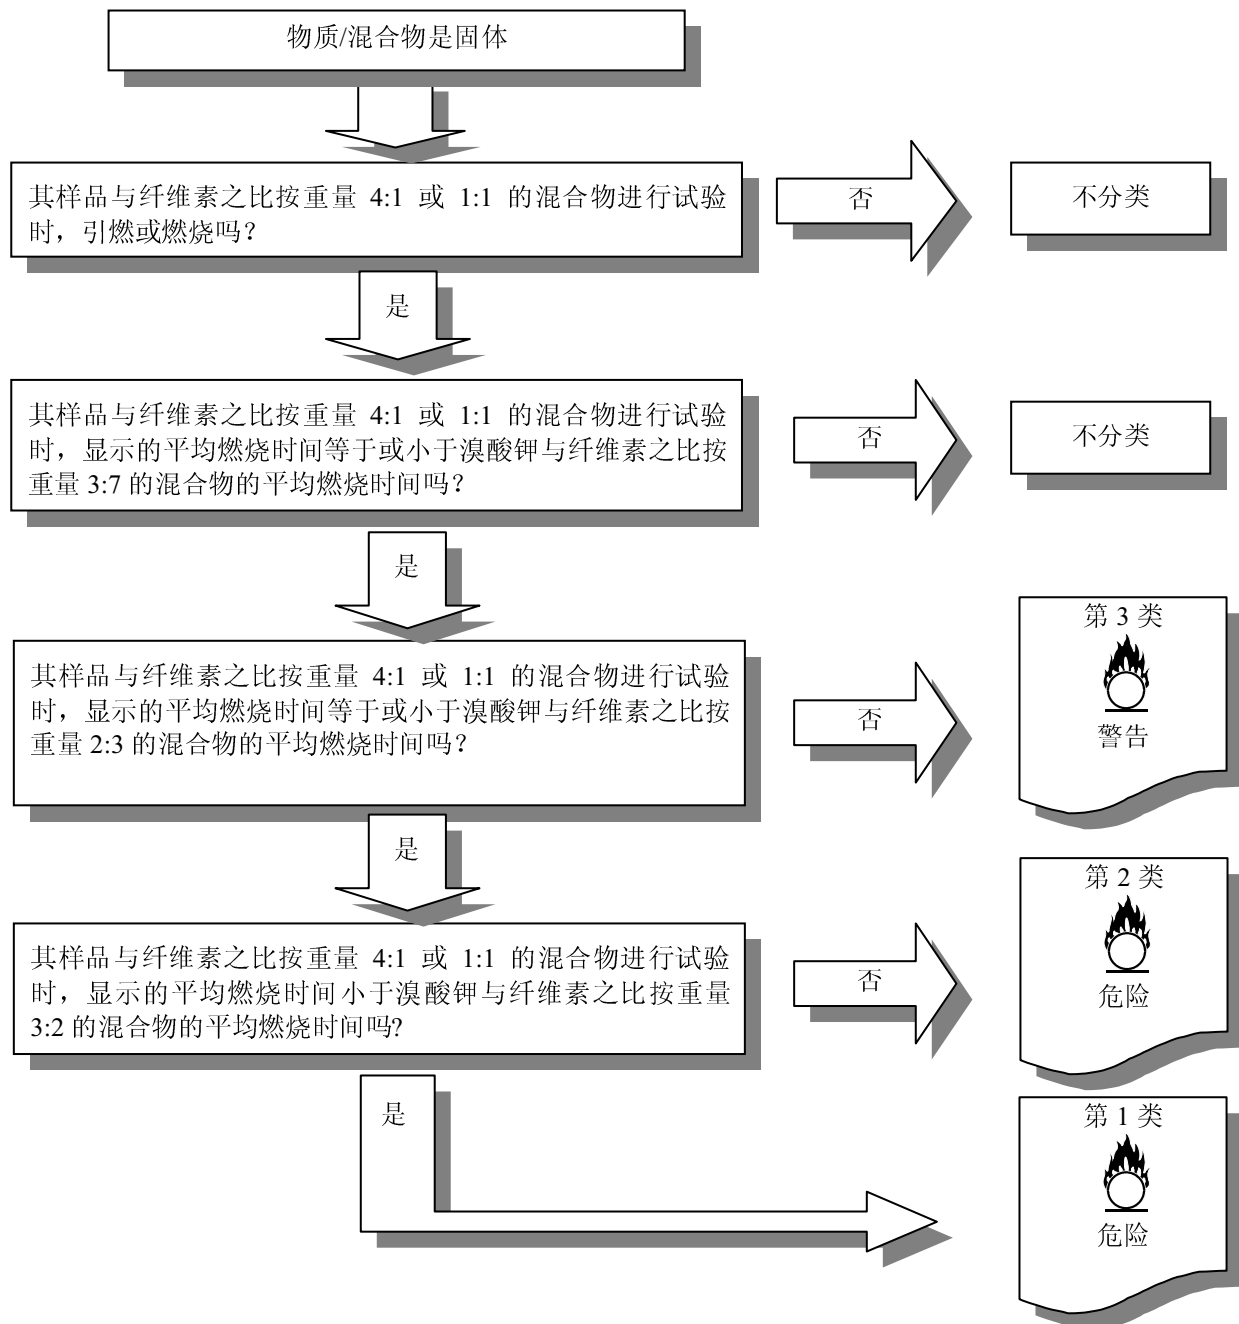 物质/混合物是固体
其样品与纤维素之比按重量 4:1 或 1:1 的混合物进行试验
时，引燃或燃烧吗？
否
不分类
是
其样品与纤维素之比按重量 4:1 或 1:1 的混合物进行试验
时，显示的平均燃烧时间等于或小于溴酸钾与纤维素之比按
重量 3:7 的混合物的平均燃烧时间吗？
否
不分类
是
其样品与纤维素之比按重量 4:1 或 1:1 的混合物进行试验
时，显示的平均燃烧时间等于或小于溴酸钾与纤维素之比按
重量 2:3 的混合物的平均燃烧时间吗？
否
第 3 类
警告
是
其样品与纤维素之比按重量 4:1 或 1:1 的混合物进行试验
时，显示的平均燃烧时间小于溴酸钾与纤维素之比按重量
3:2 的混合物的平均燃烧时间吗?
否
第 2 类
危险
是
第 1 类
危险